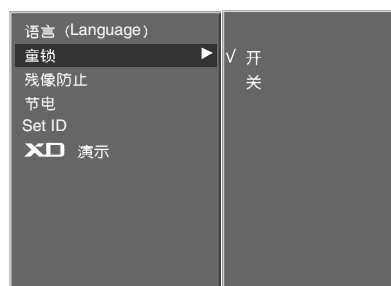 语言（Language）
童锁 ▶
残像防止
节电
Set ID
XD 演示
√ 开
关